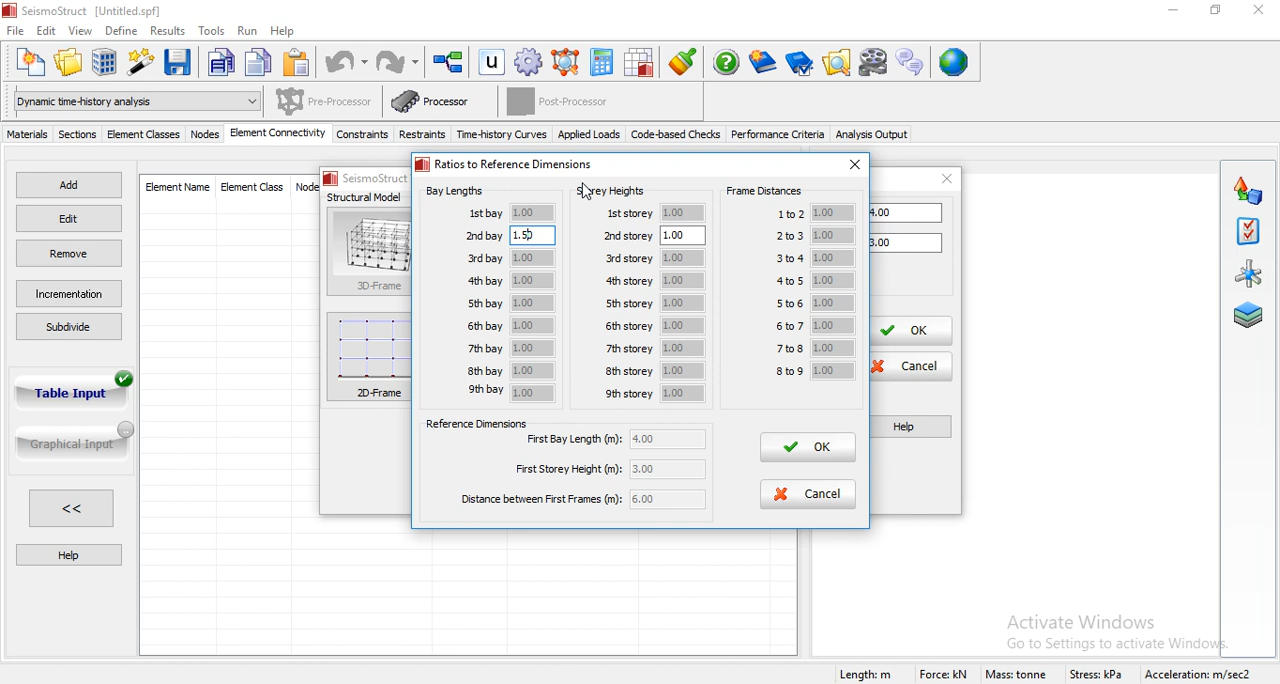 SeismoStruct [Untitled.spf]
File Edit View Define Results Tools Run Help
Dynamic time-history analysis Pre-Processor Processor Post-Processor
Materials Sections Element Classes Nodes Element Connectivity Constraints Restraints Time-history Curves Applied Loads Code-based Checks Performance Criteria Analysis Output
Add
Edit
Remove
Incrementation
Subdivide
Table Input
Graphical Input
<<
Help
Element Name Element Class Node
SeismoStruct
Structural Model
3D-Frame
2D-Frame
4.00
3.00
OK
Cancel
Help
Ratios to Reference Dimensions
Bay Lengths
1st bay 1.00
2nd bay 1.50
3rd bay 1.00
4th bay 1.00
5th bay 1.00
6th bay 1.00
7th bay 1.00
8th bay 1.00
9th bay 1.00
Heights
1st storey 1.00
2nd storey 1.00
3rd storey 1.00
4th storey 1.00
5th storey 1.00
6th storey 1.00
7th storey 1.00
8th storey 1.00
9th storey 1.00
Frame Distances
1 to 2 1.00
2 to 3 1.00
3 to 4 1.00
4 to 5 1.00
5 to 6 1.00
6 to 7 1.00
7 to 8 1.00
8 to 9 1.00
Reference Dimensions
First Bay Length (m): 4.00
First Storey Height (m): 3.00
Distance between First Frames (m): 6.00
OK
Cancel
Activate Windows
Go to Settings to activate Windows.
Length: m Force: kN Mass: tonne Stress: kPa Acceleration: m/sec2